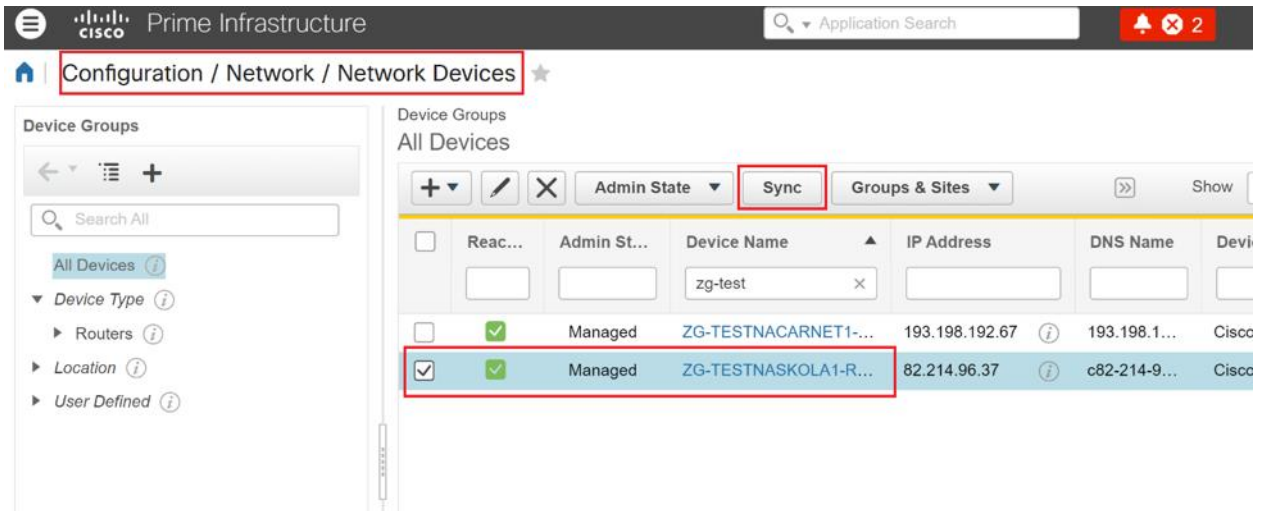 cisco Prime Infrastructure
Application Search
2
Configuration / Network / Network Devices
Device Groups
Search All
All Devices
Device Type
Routers
Location
User Defined
Device Groups
All Devices
Admin State Sync Groups & Sites Show
Reac... Admin St... Device Name IP Address DNS Name Devi
zg-test
Managed ZG-TESTNACARNET1-... 193.198.192.67 193.198.1... Cisco
Managed ZG-TESTNASKOLA1-R... 82.214.96.37 c82-214-9... Cisco